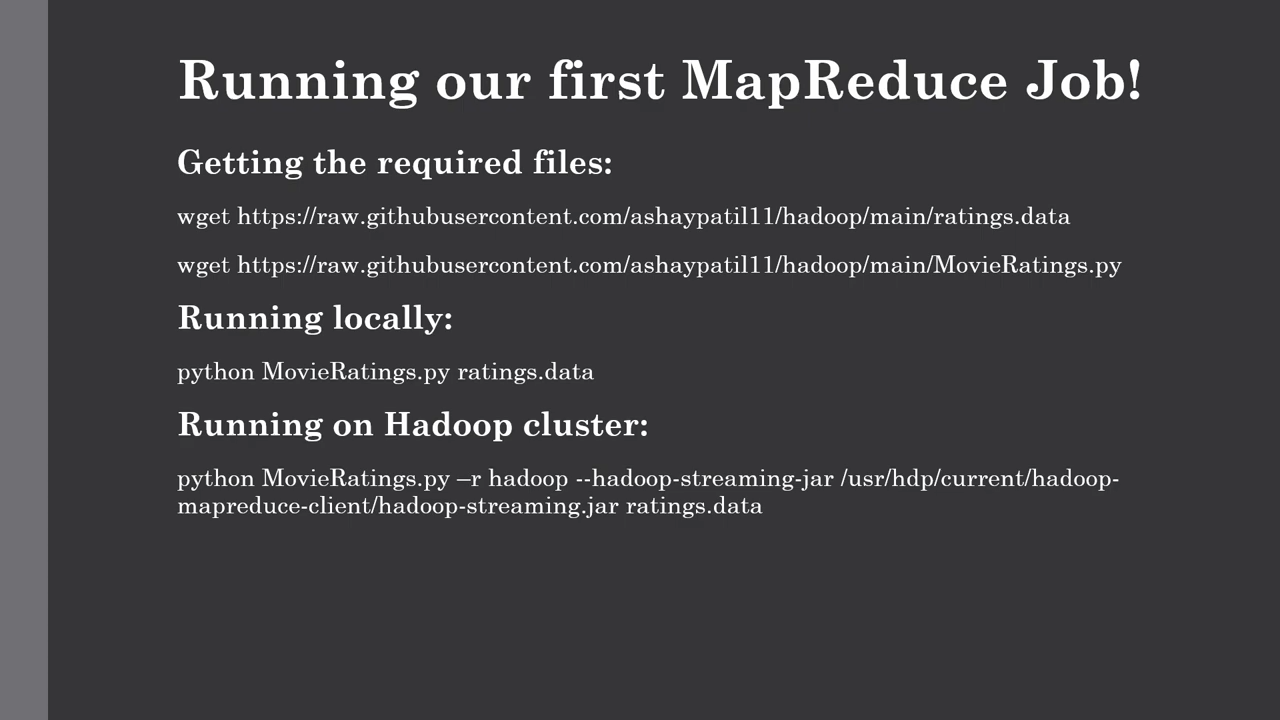 Running our first MapReduce Job!
Getting the required files:
wget https://raw.githubusercontent.com/ashaypatil11/hadoop/main/ratings.data
wget https://raw.githubusercontent.com/ashaypatil11/hadoop/main/MovieRatings.py
Running locally:
python MovieRatings.py ratings.data
Running on Hadoop cluster:
python MovieRatings.py –r hadoop --hadoop-streaming-jar /usr/hdp/current/hadoop-
mapreduce-client/hadoop-streaming.jar ratings.data